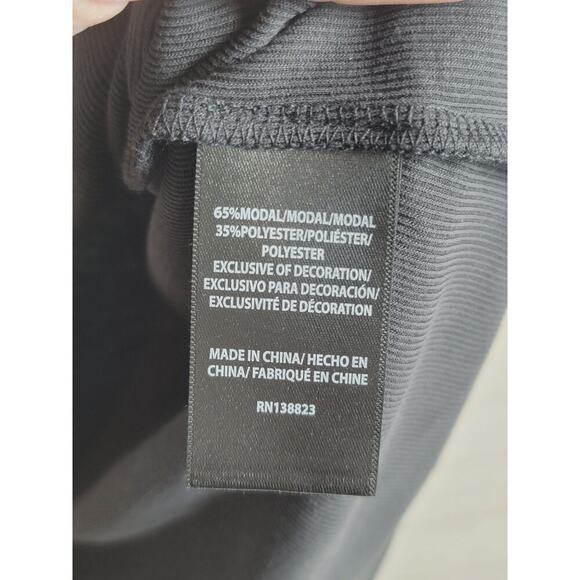 65%MODAL/MODAL/MODAL
35%POLYESTER/POLIÉSTER/
POLYESTER
EXCLUSIVE OF DECORATION/
EXCLUSIVO PARA DECORACIÓN/
EXCLUSIVITÉ DE DÉCORATION
MADE IN CHINA/ HECHO EN
CHINA/ FABRIQUÉ EN CHINE
RN138823